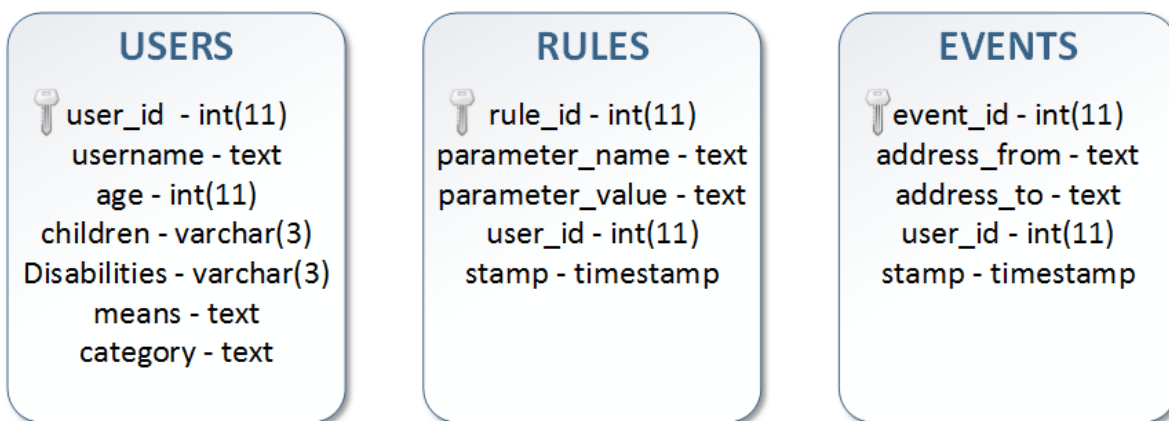 USERS
user_id - int(11)
username - text
age - int(11)
children - varchar(3)
Disabilities - varchar(3)
means - text
category - text
RULES
rule_id - int(11)
parameter_name - text
parameter_value - text
user_id - int(11)
stamp - timestamp
EVENTS
event_id - int(11)
address_from - text
address_to - text
user_id - int(11)
stamp - timestamp